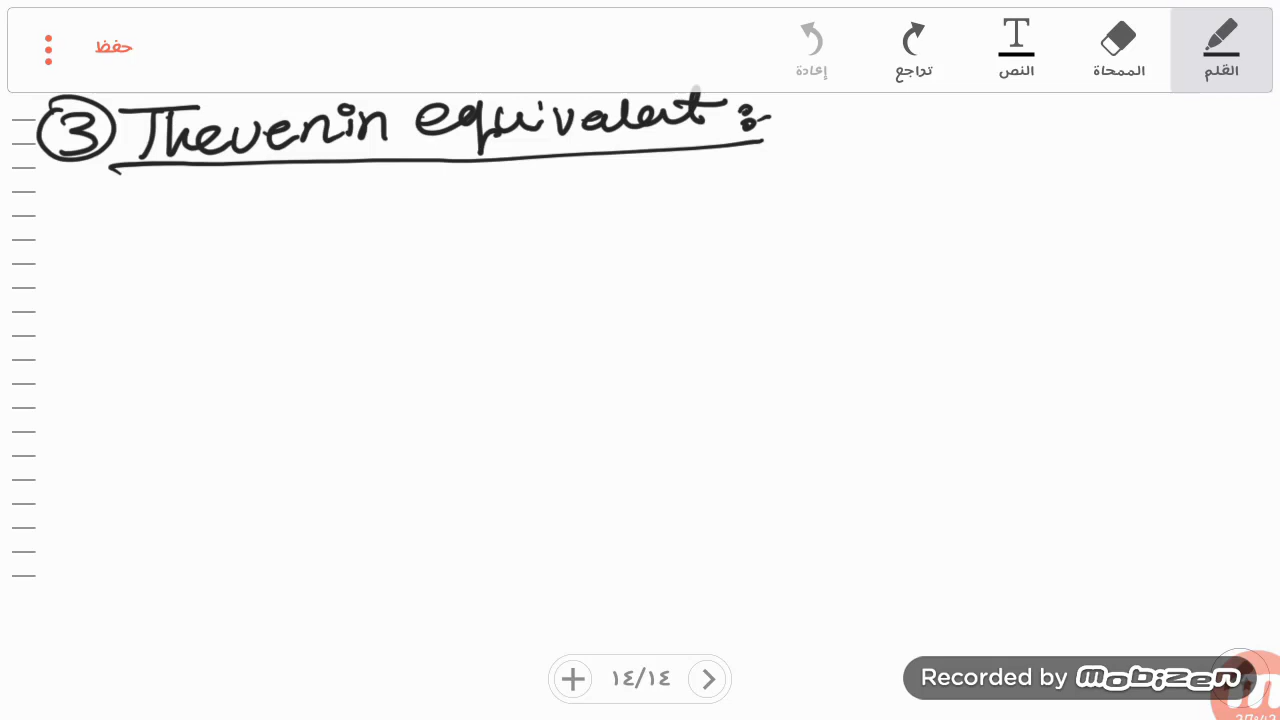 حفظ
إعادة
تراجع
النص
الممحاة
القلم
3 Thevenin equivalent :
١٤/١٤
Recorded by mobizen